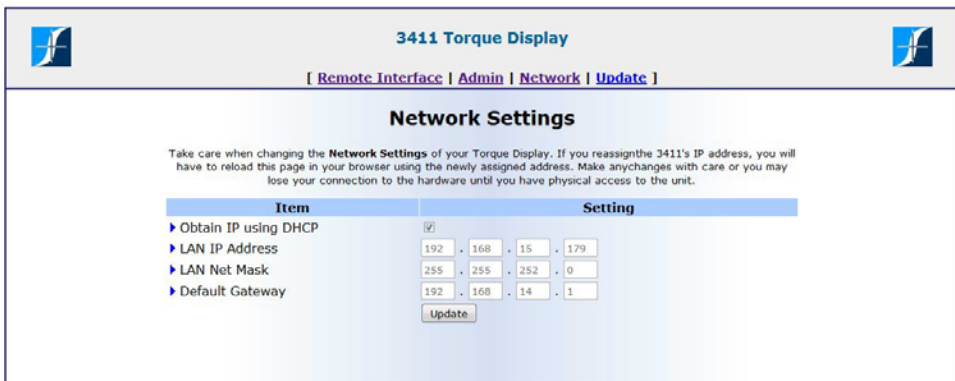 3411 Torque Display
[ Remote Interface | Admin | Network | Update ]
Network Settings
Take care when changing the Network Settings of your Torque Display. If you reassignthe 3411's IP address, you will
have to reload this page in your browser using the newly assigned address. Make anychanges with care or you may
lose your connection to the hardware until you have physical access to the unit.
Item Setting
Obtain IP using DHCP
LAN IP Address 192 . 168 . 15 . 179
LAN Net Mask 255 . 255 . 252 . 0
Default Gateway 192 . 168 . 14 . 1
Update